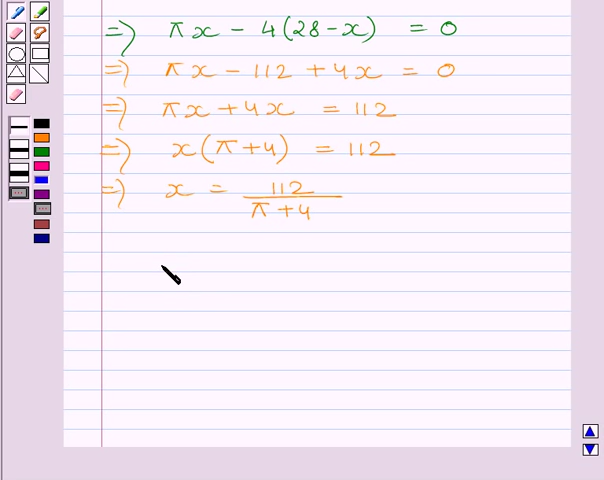 => πx - 4(28-x) = 0
=> πx - 112 + 4x = 0
=> πx + 4x = 112
=> x(π+4) = 112
=> x = 112
π+4